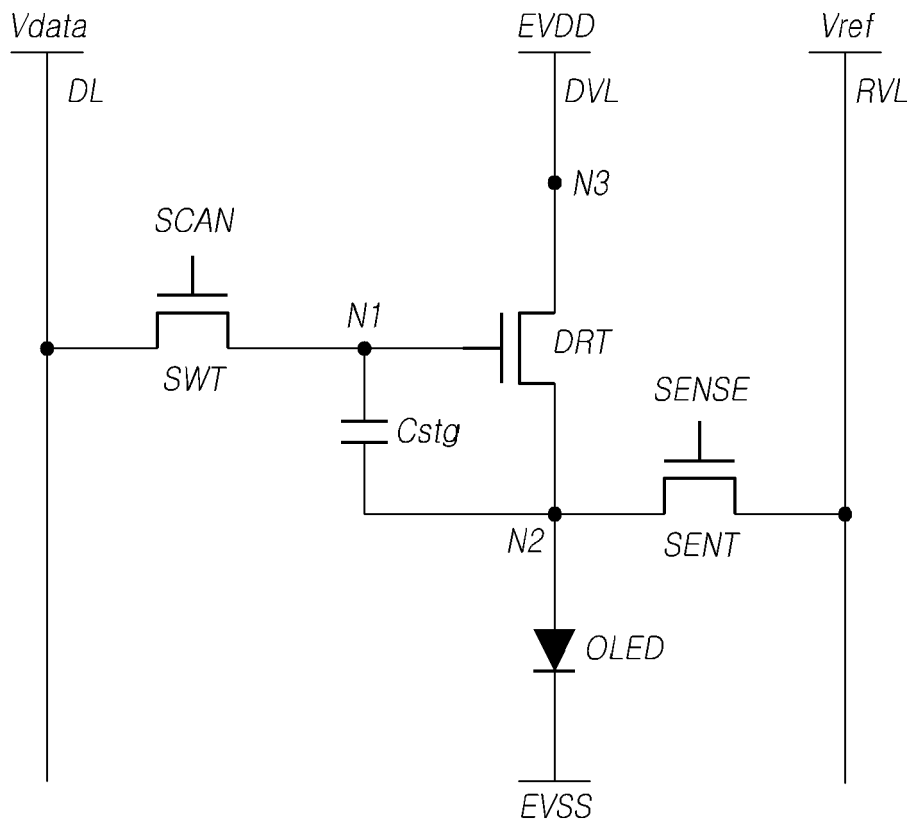 Vdata
EVDD
Vref
DL
DVL
RVL
N3
SCAN
N1
DRT
SWT
SENSE
Cstg
N2
SENT
OLED
EVSS